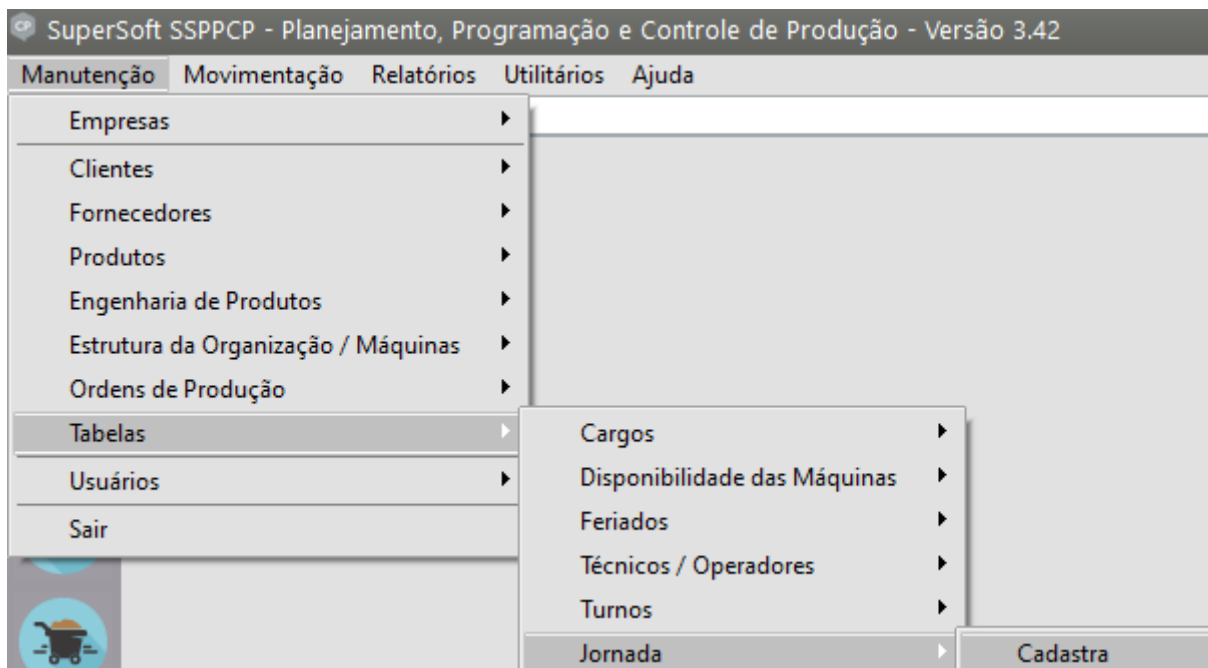 SuperSoft SSPPCP - Planejamento, Programação e Controle de Produção - Versão 3.42
Manutenção Movimentação Relatórios Utilitários Ajuda
Empresas
Clientes
Fornecedores
Produtos
Engenharia de Produtos
Estrutura da Organização / Máquinas
Ordens de Produção
Tabelas
Usuários
Sair
Cargos
Disponibilidade das Máquinas
Feriados
Técnicos / Operadores
Turnos
Jornada
Cadastra